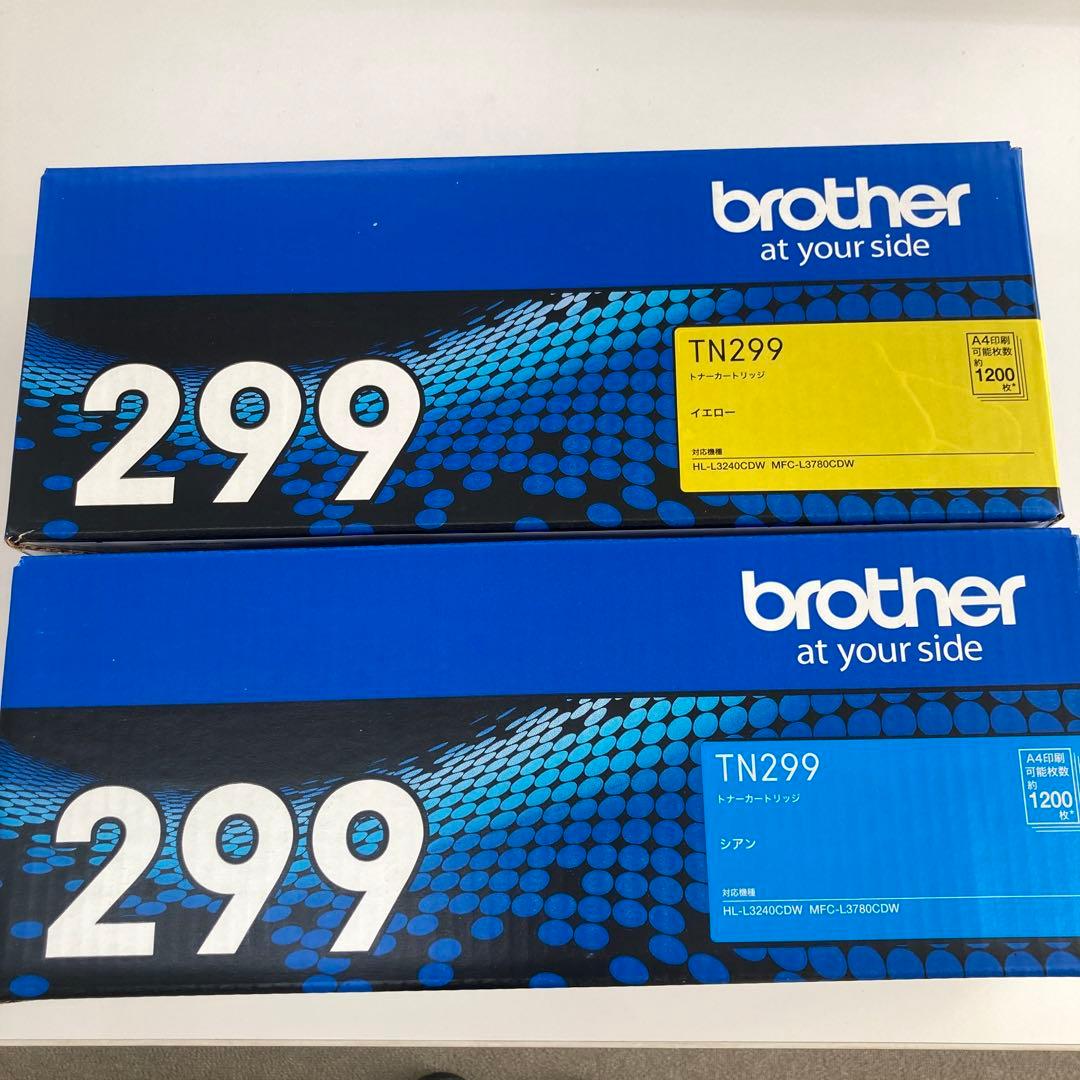 brother
at your side
299
TN299
トナーカートリッジ
イエロー
対応機種
HL-L3240CDW MFC-L3780CDW
A4印刷
可能枚数
約
1200
枚*
brother
at your side
299
TN299
トナーカートリッジ
シアン
対応機種
HL-L3240CDW MFC-L3780CDW
A4印刷
可能枚数
約
1200
枚*